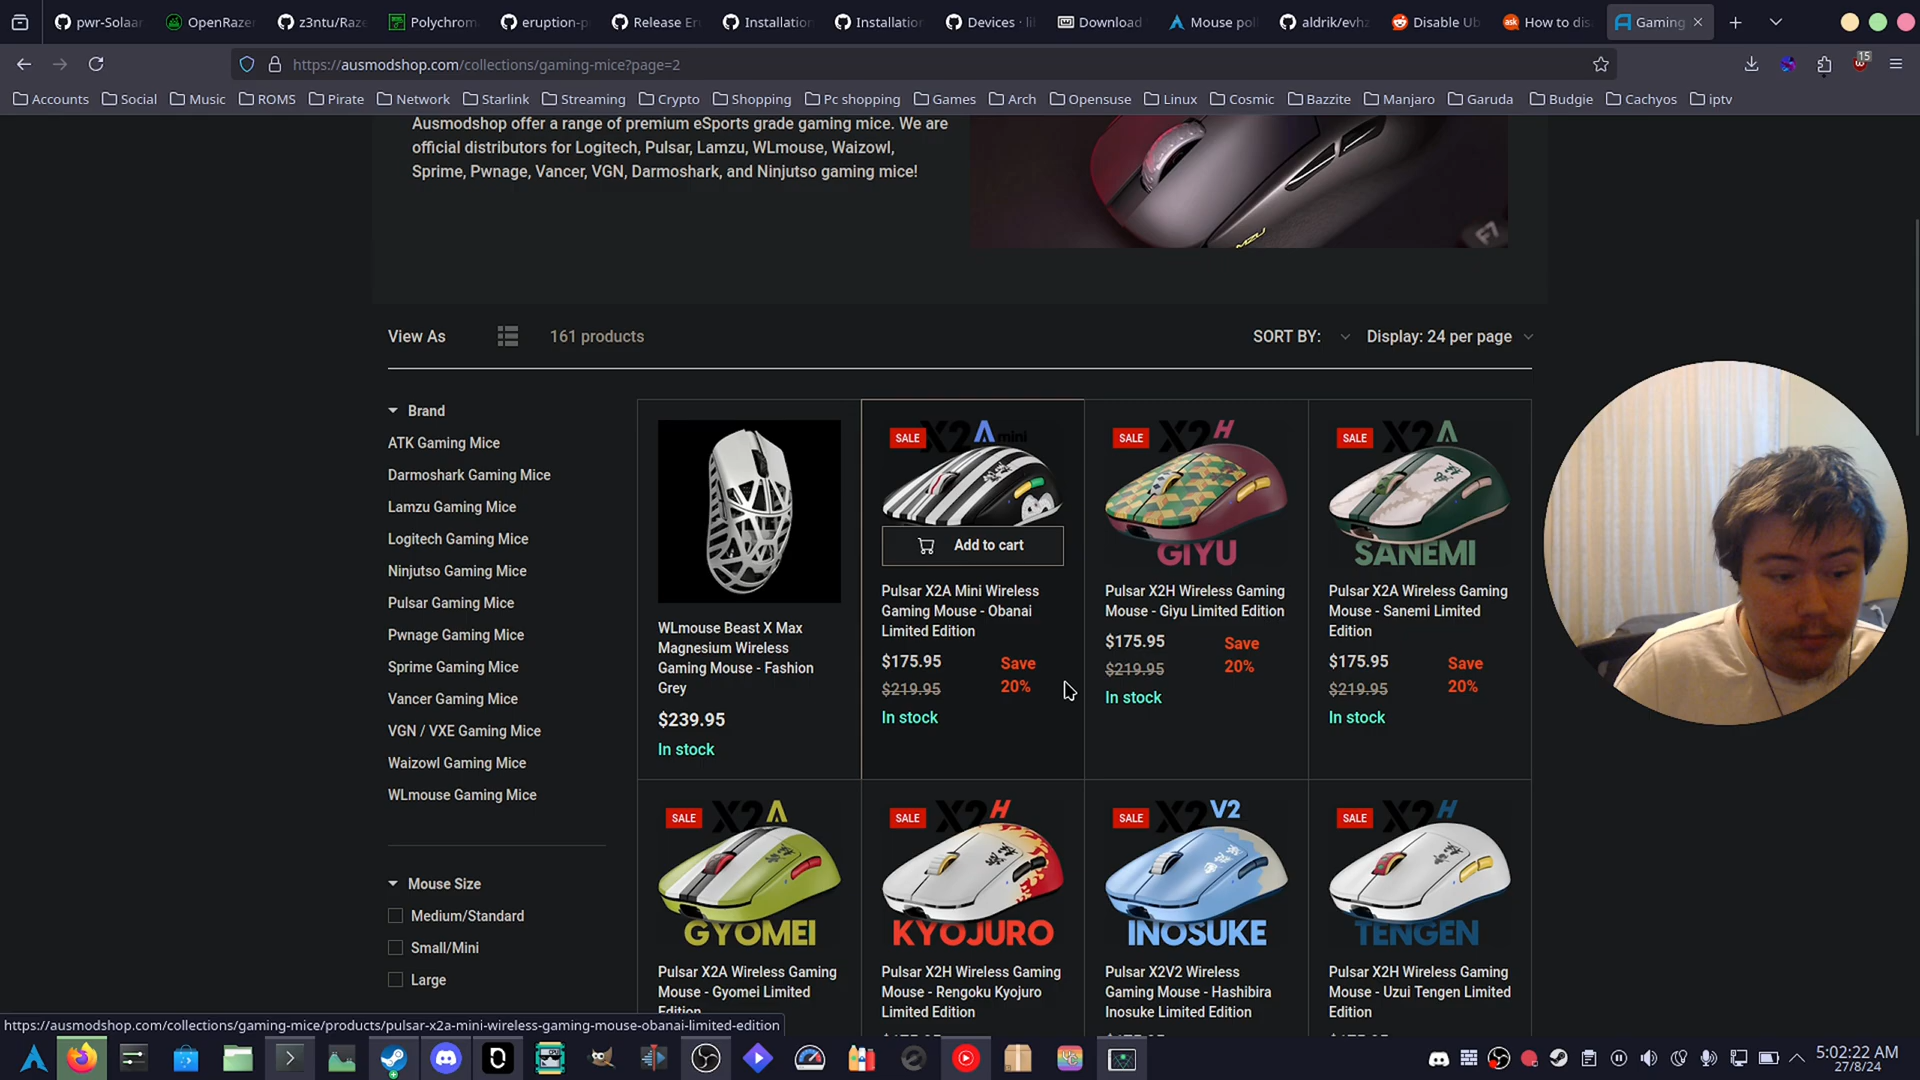 pwr-Solaar
OpenRazer
z3ntu/Raze
Polychrom
eruption-p
Release Er
Installation
Installation
Devices · lil
Download
Mouse poll
aldrik/evhz
Disable Ub
How to dis
Gaming
https://ausmodshop.com/collections/gaming-mice?page=2
15
Accounts
Social
Music
ROMS
Pirate
Network
Starlink
Streaming
Crypto
Shopping
Pc shopping
Games
Arch
Opensuse
Linux
Cosmic
Bazzite
Manjaro
Garuda
Budgie
Cachyos
iptv
Ausmodshop offer a range of premium eSports grade gaming mice. We are
official distributors for Logitech, Pulsar, Lamzu, WLmouse, Waizowl,
Sprime, Pwnage, Vancer, VGN, Darmoshark, and Ninjutso gaming mice!
F7
View As
161 products
SORT BY:
Display: 24 per page
Brand
ATK Gaming Mice
Darmoshark Gaming Mice
Lamzu Gaming Mice
Logitech Gaming Mice
Ninjutso Gaming Mice
Pulsar Gaming Mice
Pwnage Gaming Mice
Sprime Gaming Mice
Vancer Gaming Mice
VGN / VXE Gaming Mice
Waizowl Gaming Mice
WLmouse Gaming Mice
Mouse Size
Medium/Standard
Small/Mini
Large
WLmouse Beast X Max
Magnesium Wireless
Gaming Mouse - Fashion
Grey
$239.95
In stock
SALE
X2 A mini
Add to cart
Pulsar X2A Mini Wireless
Gaming Mouse - Obanai
Limited Edition
$175.95
$219.95
Save
20%
In stock
SALE
X2 H
GIYU
Pulsar X2H Wireless Gaming
Mouse - Giyu Limited Edition
$175.95
$219.95
Save
20%
In stock
SALE
X2 A
SANEMI
Pulsar X2A Wireless Gaming
Mouse - Sanemi Limited
Edition
$175.95
$219.95
Save
20%
In stock
SALE
X2 A
GYOMEI
Pulsar X2A Wireless Gaming
Mouse - Gyomei Limited
Edition
SALE
X2 H
KYOJURO
Pulsar X2H Wireless Gaming
Mouse - Rengoku Kyojuro
Limited Edition
SALE
X2 V2
INOSUKE
Pulsar X2V2 Wireless
Gaming Mouse - Hashibira
Inosuke Limited Edition
SALE
X2 H
TENGEN
Pulsar X2H Wireless Gaming
Mouse - Uzui Tengen Limited
Edition
https://ausmodshop.com/collections/gaming-mice/products/pulsar-x2a-mini-wireless-gaming-mouse-obanai-limited-edition
5:02:22 AM
27/8/24